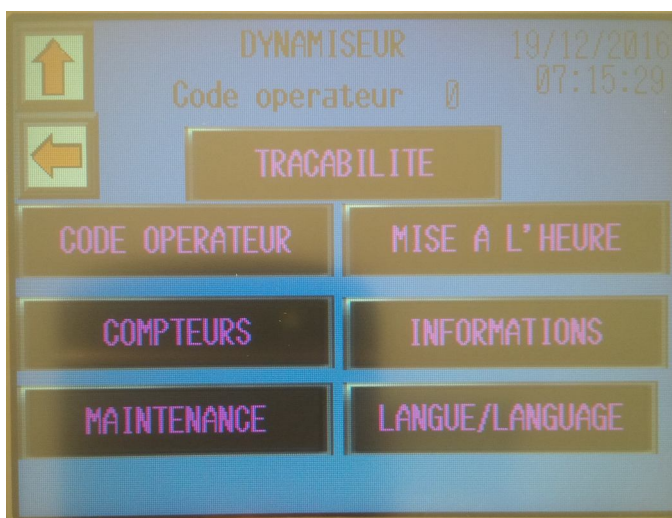 DYNAMISEUR 19/12/2016
Code operateur 0 07:15:29
TRACABILITE
CODE OPERATEUR MISE A L'HEURE
COMPTEURS INFORMATIONS
MAINTENANCE LANGUE/LANGUAGE